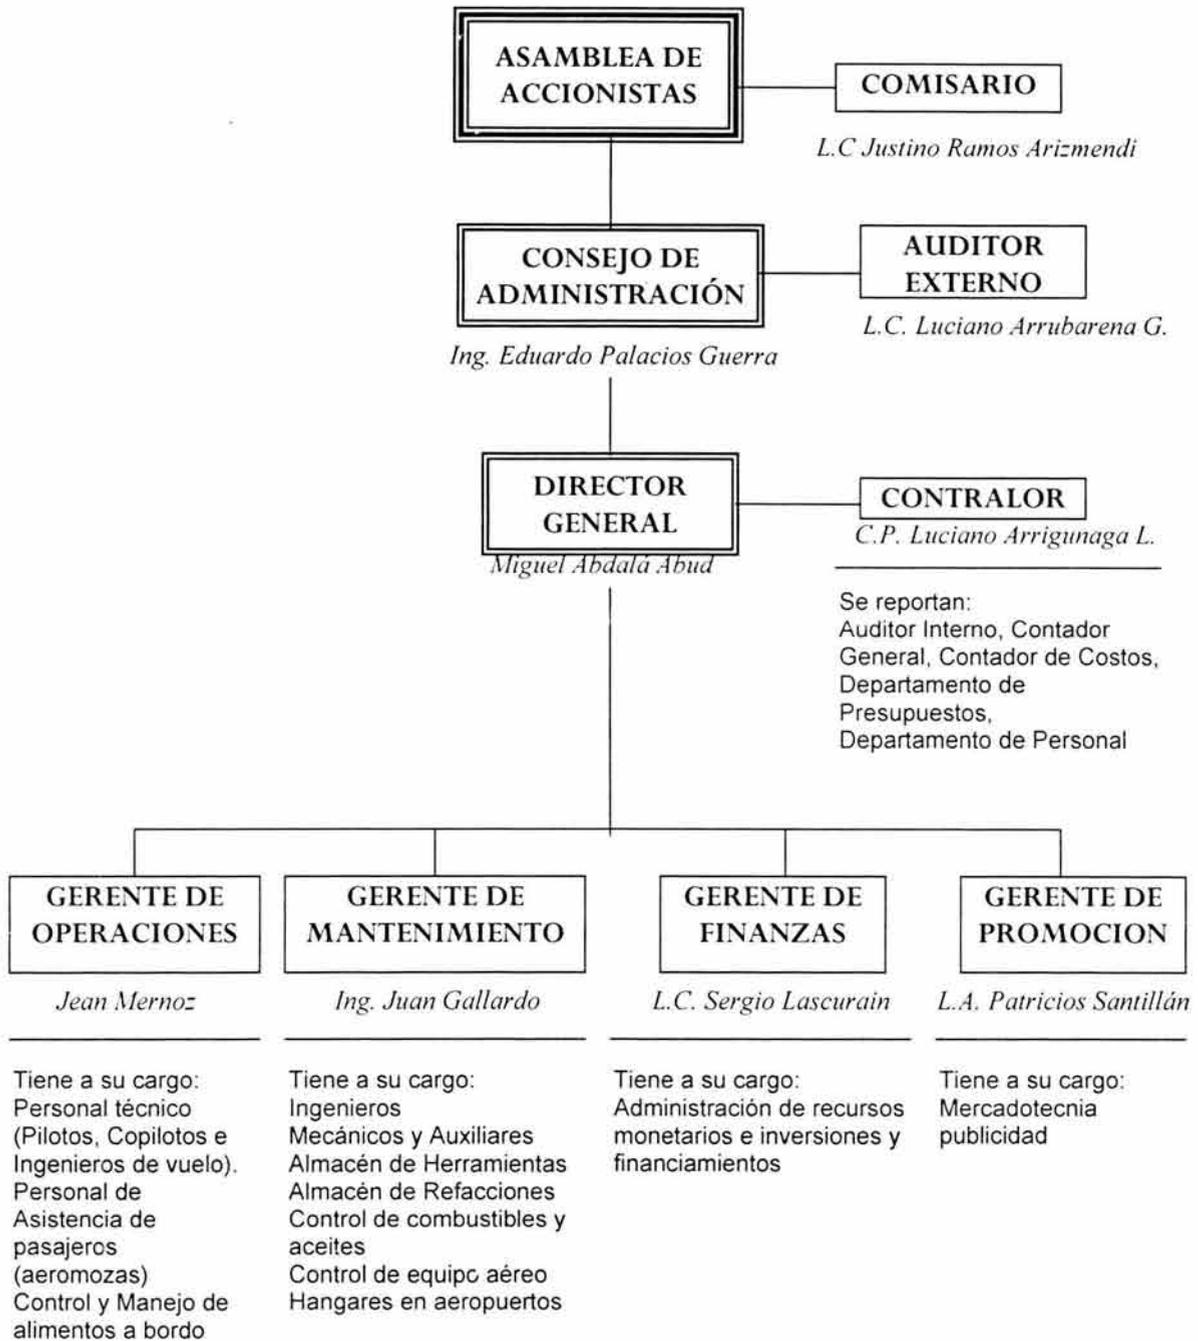 ASAMBLEA DE
ACCIONISTAS
COMISARIO
L.C Justino Ramos Arizmendi
CONSEJO DE
ADMINISTRACIÓN
Ing. Eduardo Palacios Guerra
AUDITOR
EXTERNO
L.C. Luciano Arrubarena G.
DIRECTOR
GENERAL
Miguel Abdalá Abud
CONTRALOR
C.P. Luciano Arrigunaga L.
Se reportan:
Auditor Interno, Contador
General, Contador de Costos,
Departamento de
Presupuestos,
Departamento de Personal
GERENTE DE
OPERACIONES
Jean Mernoz
Tiene a su cargo:
Personal técnico
(Pilotos, Copilotos e
Ingenieros de vuelo).
Personal de
Asistencia de
pasajeros
(aeromozas)
Control y Manejo de
alimentos a bordo
GERENTE DE
MANTENIMIENTO
Ing. Juan Gallardo
Tiene a su cargo:
Ingenieros
Mecánicos y Auxiliares
Almacén de Herramientas
Almacén de Refacciones
Control de combustibles y
aceites
Control de equipo aéreo
Hangares en aeropuertos
GERENTE DE
FINANZAS
L.C. Sergio Lascurain
Tiene a su cargo:
Administración de recursos
monetarios e inversiones y
financiamientos
GERENTE DE
PROMOCION
L.A. Patricios Santillán
Tiene a su cargo:
Mercadotecnia
publicidad